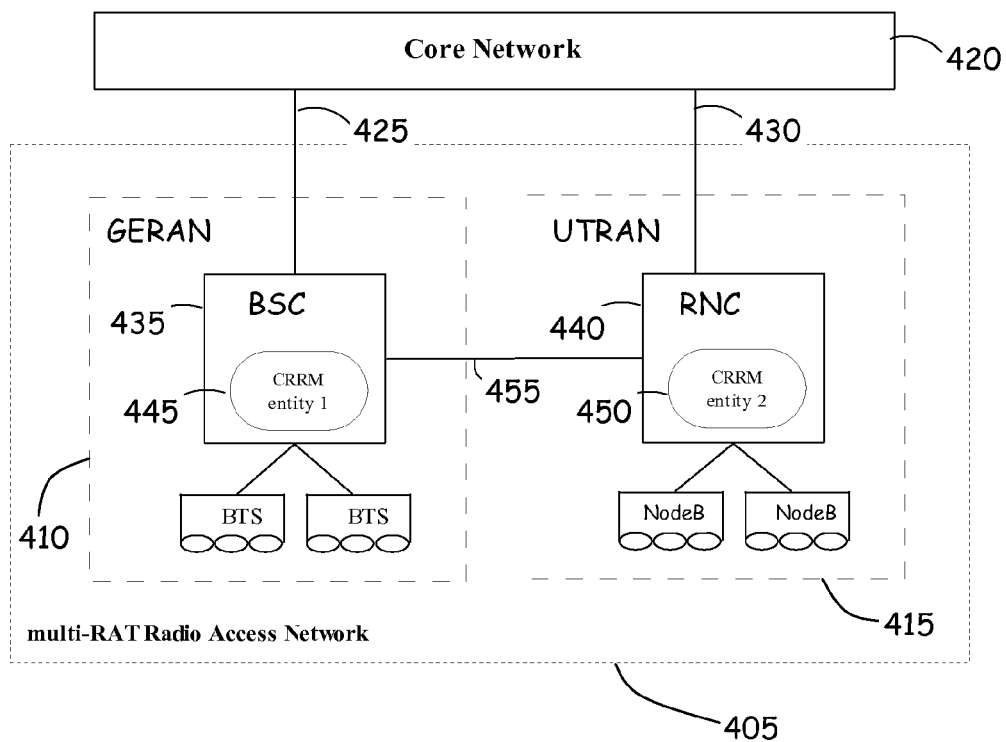 Core Network
420
425
430
GERAN
UTRAN
BSC
RNC
435
440
CRRM
entity 1
CRRM
entity 2
445
455
450
BTS
BTS
NodeB
NodeB
410
415
multi-RAT Radio Access Network
405